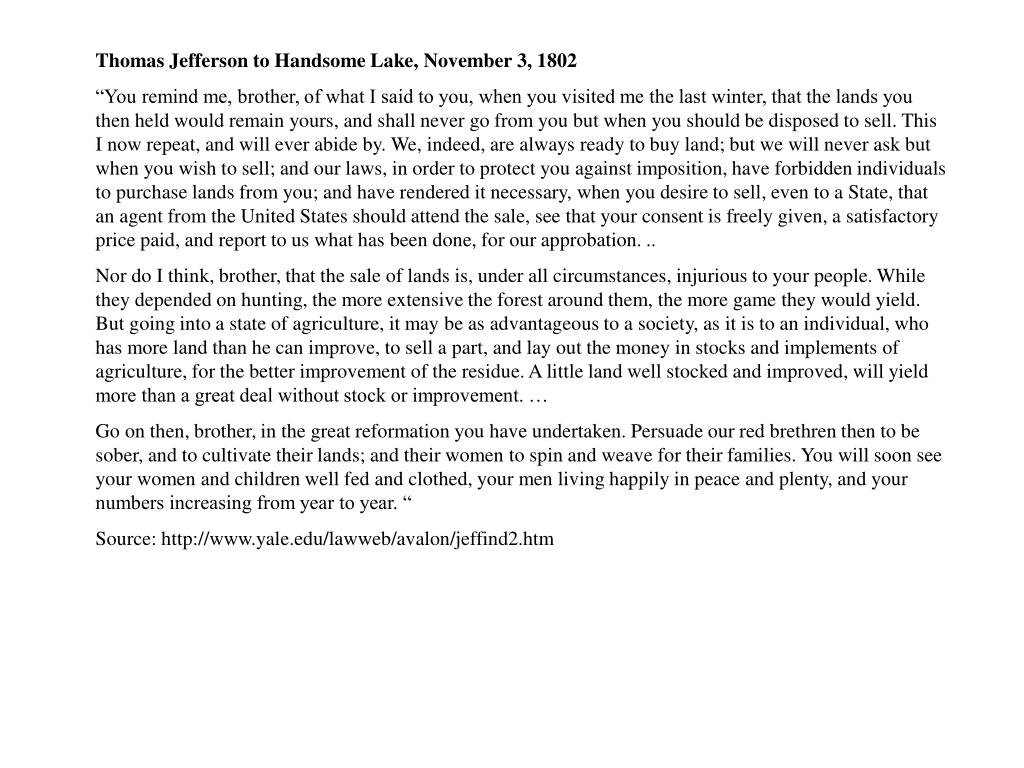 Thomas Jefferson to Handsome Lake, November 3, 1802
“You remind me, brother, of what I said to you, when you visited me the last winter, that the lands you
then held would remain yours, and shall never go from you but when you should be disposed to sell. This
I now repeat, and will ever abide by. We, indeed, are always ready to buy land; but we will never ask but
when you wish to sell; and our laws, in order to protect you against imposition, have forbidden individuals
to purchase lands from you; and have rendered it necessary, when you desire to sell, even to a State, that
an agent from the United States should attend the sale, see that your consent is freely given, a satisfactory
price paid, and report to us what has been done, for our approbation. ..
Nor do I think, brother, that the sale of lands is, under all circumstances, injurious to your people. While
they depended on hunting, the more extensive the forest around them, the more game they would yield.
But going into a state of agriculture, it may be as advantageous to a society, as it is to an individual, who
has more land than he can improve, to sell a part, and lay out the money in stocks and implements of
agriculture, for the better improvement of the residue. A little land well stocked and improved, will yield
more than a great deal without stock or improvement. …
Go on then, brother, in the great reformation you have undertaken. Persuade our red brethren then to be
sober, and to cultivate their lands; and their women to spin and weave for their families. You will soon see
your women and children well fed and clothed, your men living happily in peace and plenty, and your
numbers increasing from year to year. “
Source: http://www.yale.edu/lawweb/avalon/jeffind2.htm